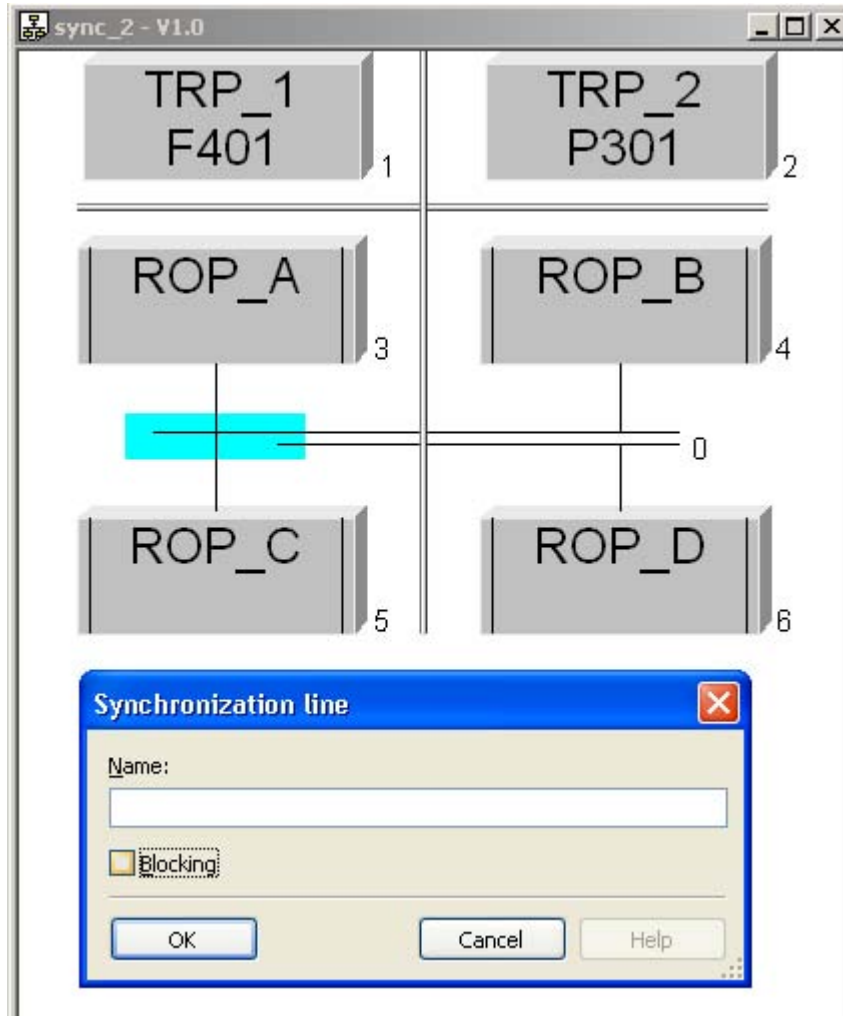 sync_2 - V1.0
TRP_1
F401
1
TRP_2
P301
2
ROP_A
3
ROP_B
4
0
ROP_C
5
ROP_D
6
Synchronization line
Name:
Blocking
OK
Cancel
Help